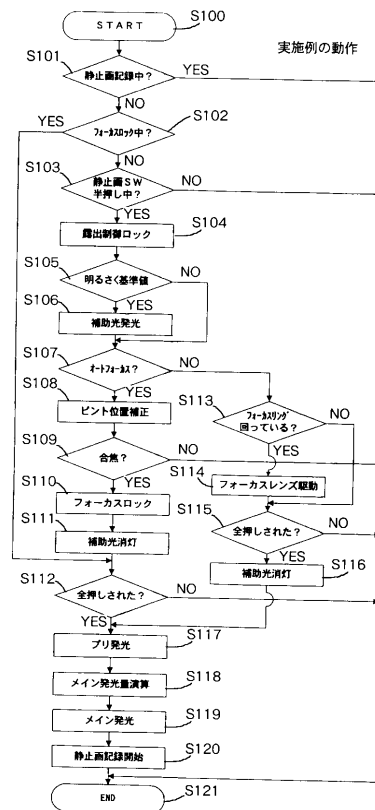 START
S100
実施例の動作
S101
静止画記録中?
YES
NO
S102
YES
フォーカスロック中?
NO
S103
静止画SW
半押し中?
NO
YES
S104
露出制御ロック
S105
明るさ<基準値
NO
S106
YES
補助光発光
S107
オートフォーカス?
NO
S108
YES
ピント位置補正
S113
フォーカスリング
回っている?
NO
YES
S109
合焦?
NO
YES
S114
フォーカスレンズ駆動
S110
フォーカスロック
S115
全押しされた?
NO
YES
S111
補助光消灯
補助光消灯
S116
S112
全押しされた?
NO
YES
S117
プリ発光
S118
メイン発光量演算
S119
メイン発光
S120
静止画記録開始
END
S121